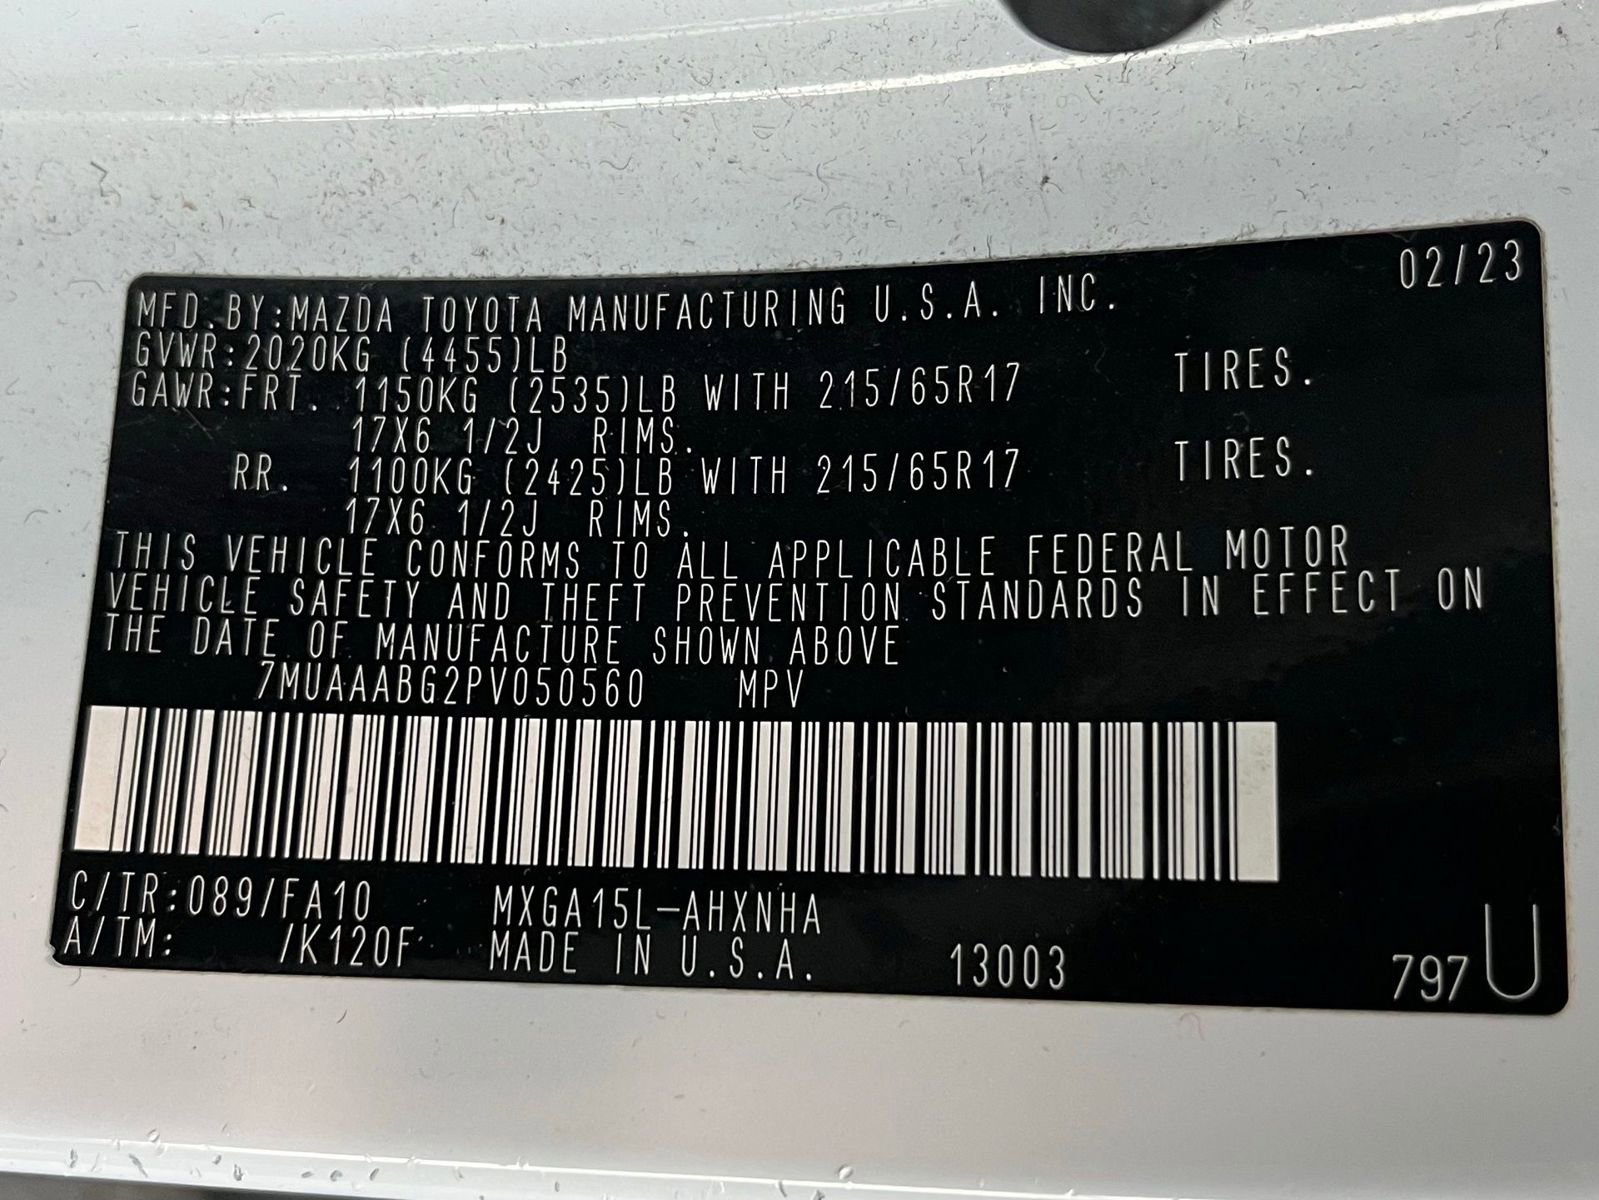 02/23
MFD.BY:MAZDA TOYOTA MANUFACTURING U.S.A. INC.
GVWR:2020KG (4455)LB
GAWR:FRT. 1150KG (2535)LB WITH 215/65R17 TIRES.
17X6 1/2J RIMS.
RR. 1100KG (2425)LB WITH 215/65R17 TIRES.
17X6 1/2J RIMS.
THIS VEHICLE CONFORMS TO ALL APPLICABLE FEDERAL MOTOR
VEHICLE SAFETY AND THEFT PREVENTION STANDARDS IN EFFECT ON
THE DATE OF MANUFACTURE SHOWN ABOVE
7MUAAABG2PV050560 MPV
C/TR:089/FA10 MXGA15L-AHXNHA
A/TM: /K120F MADE IN U.S.A. 13003 797U